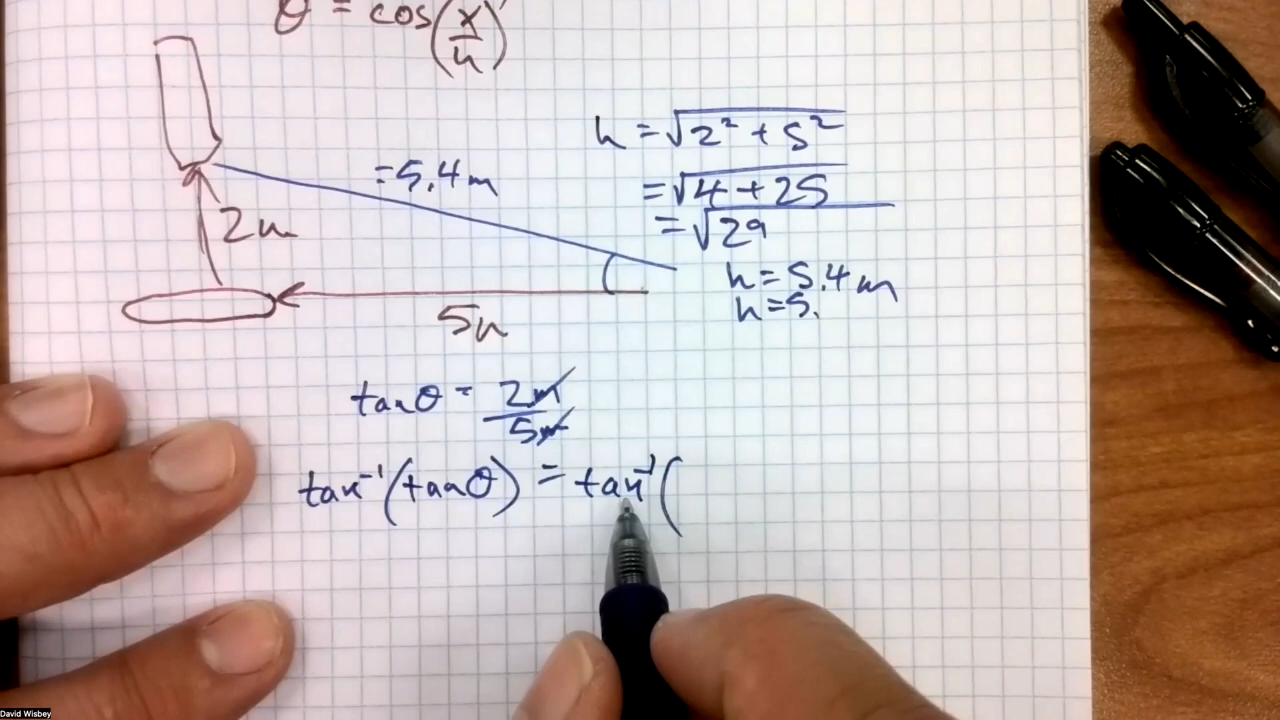 θ = cos(x/h)
=5.4m
2m
5m
h = √2² + 5²
= √4 + 25
= √29
h = 5.4m
h = 5.
tanθ = 2m/5m
tan⁻¹(tanθ) = tan⁻¹(
David Wisbey